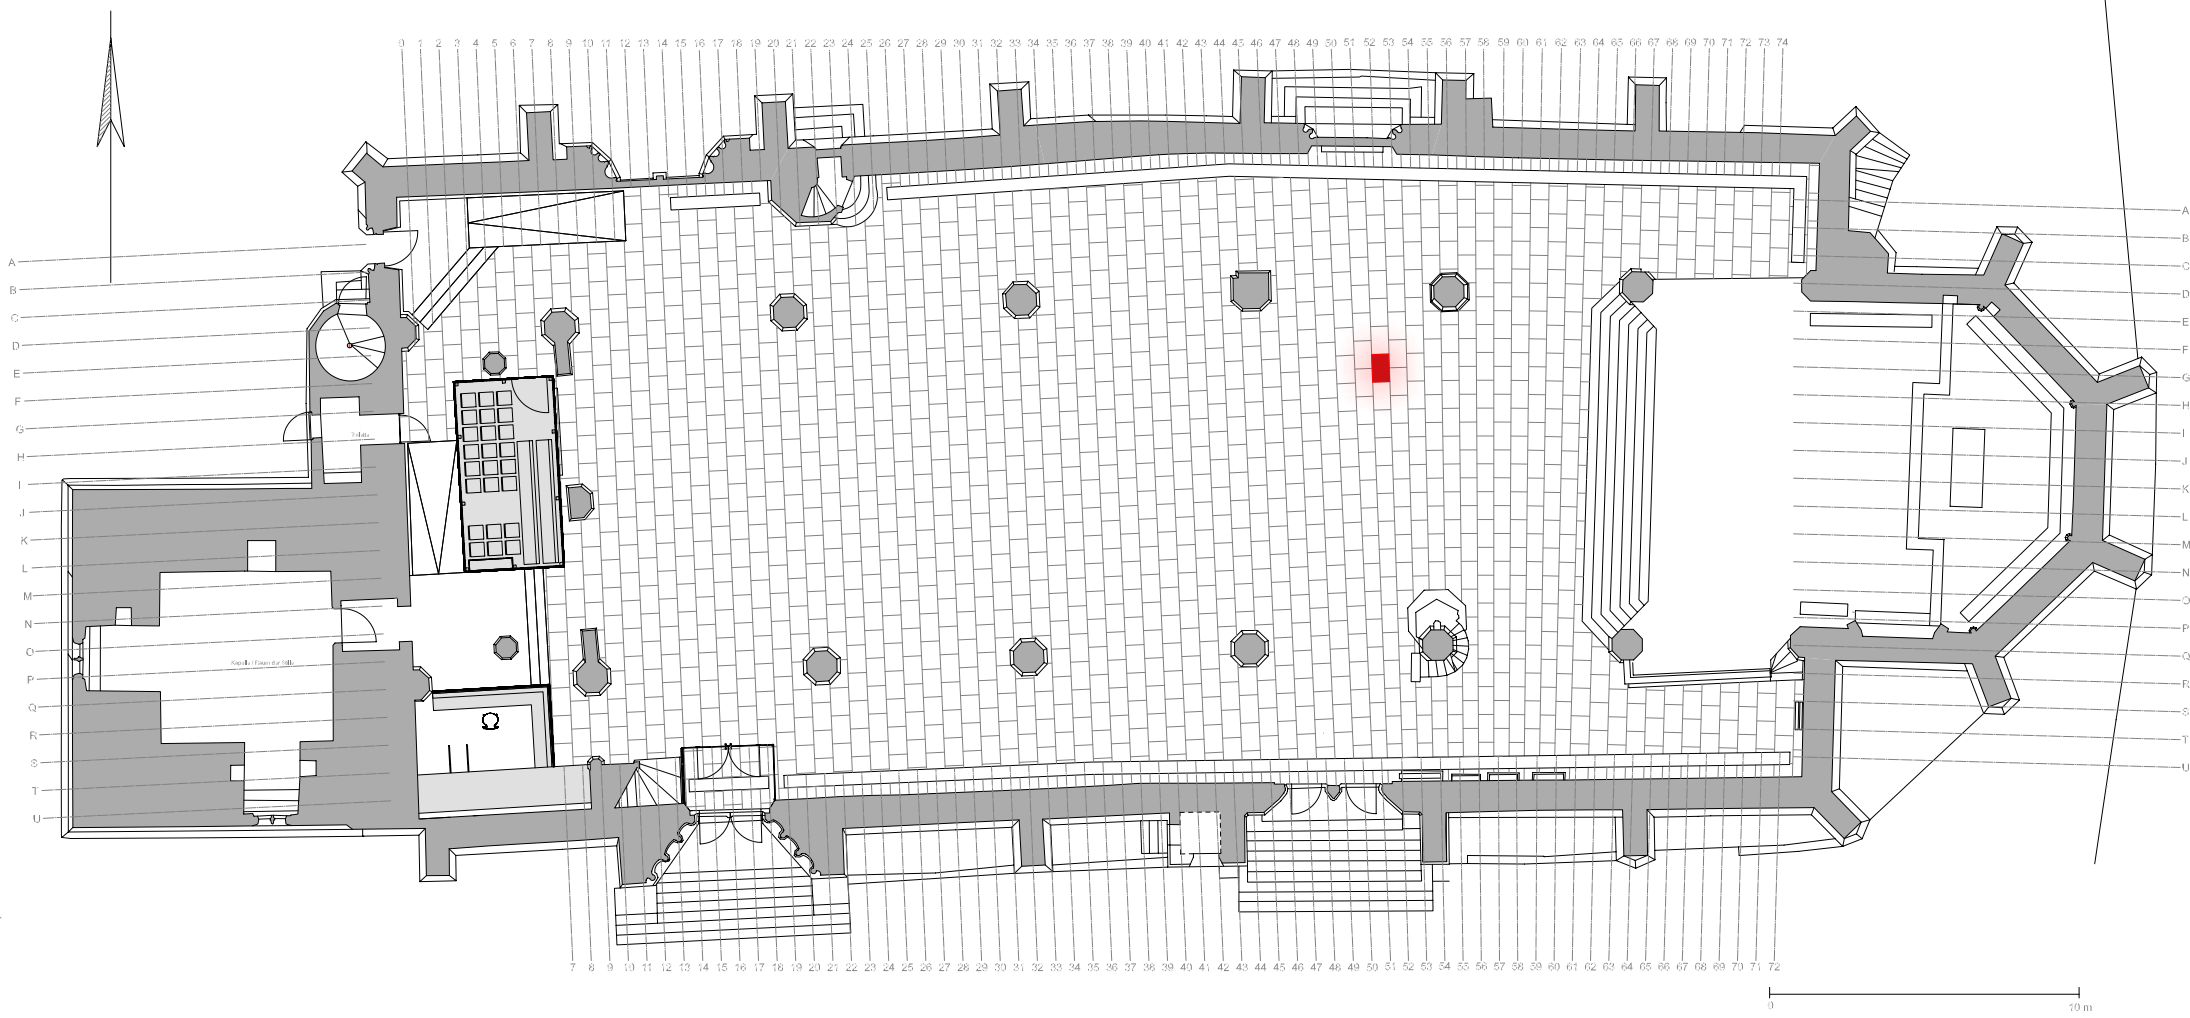 0 1 2 3 4 5 6 7 8 9 10 11 12 13 14 15 16 17 18 19 20 21 22 23 24 25 26 27 28 29 30 31 32 33 34 35 36 37 38 39 40 41 42 43 44 45 46 47 48 49 50 51 52 53 54 55 56 57 58 59 60 61 62 63 64 65 66 67 68 69 70 71 72 73 74
A
B
C
D
E
F
G
H
I
J
K
L
M
N
O
P
Q
R
S
T
U
A
B
C
D
E
F
G
H
I
J
K
L
M
N
O
P
Q
R
S
T
U
7 8 9 10 11 12 13 14 15 16 17 18 19 20 21 22 23 24 25 26 27 28 29 30 31 32 33 34 35 36 37 38 39 40 41 42 43 44 45 46 47 48 49 50 51 52 53 54 55 56 57 58 59 60 61 62 63 64 65 66 67 68 69 70 71 72
0 10 m